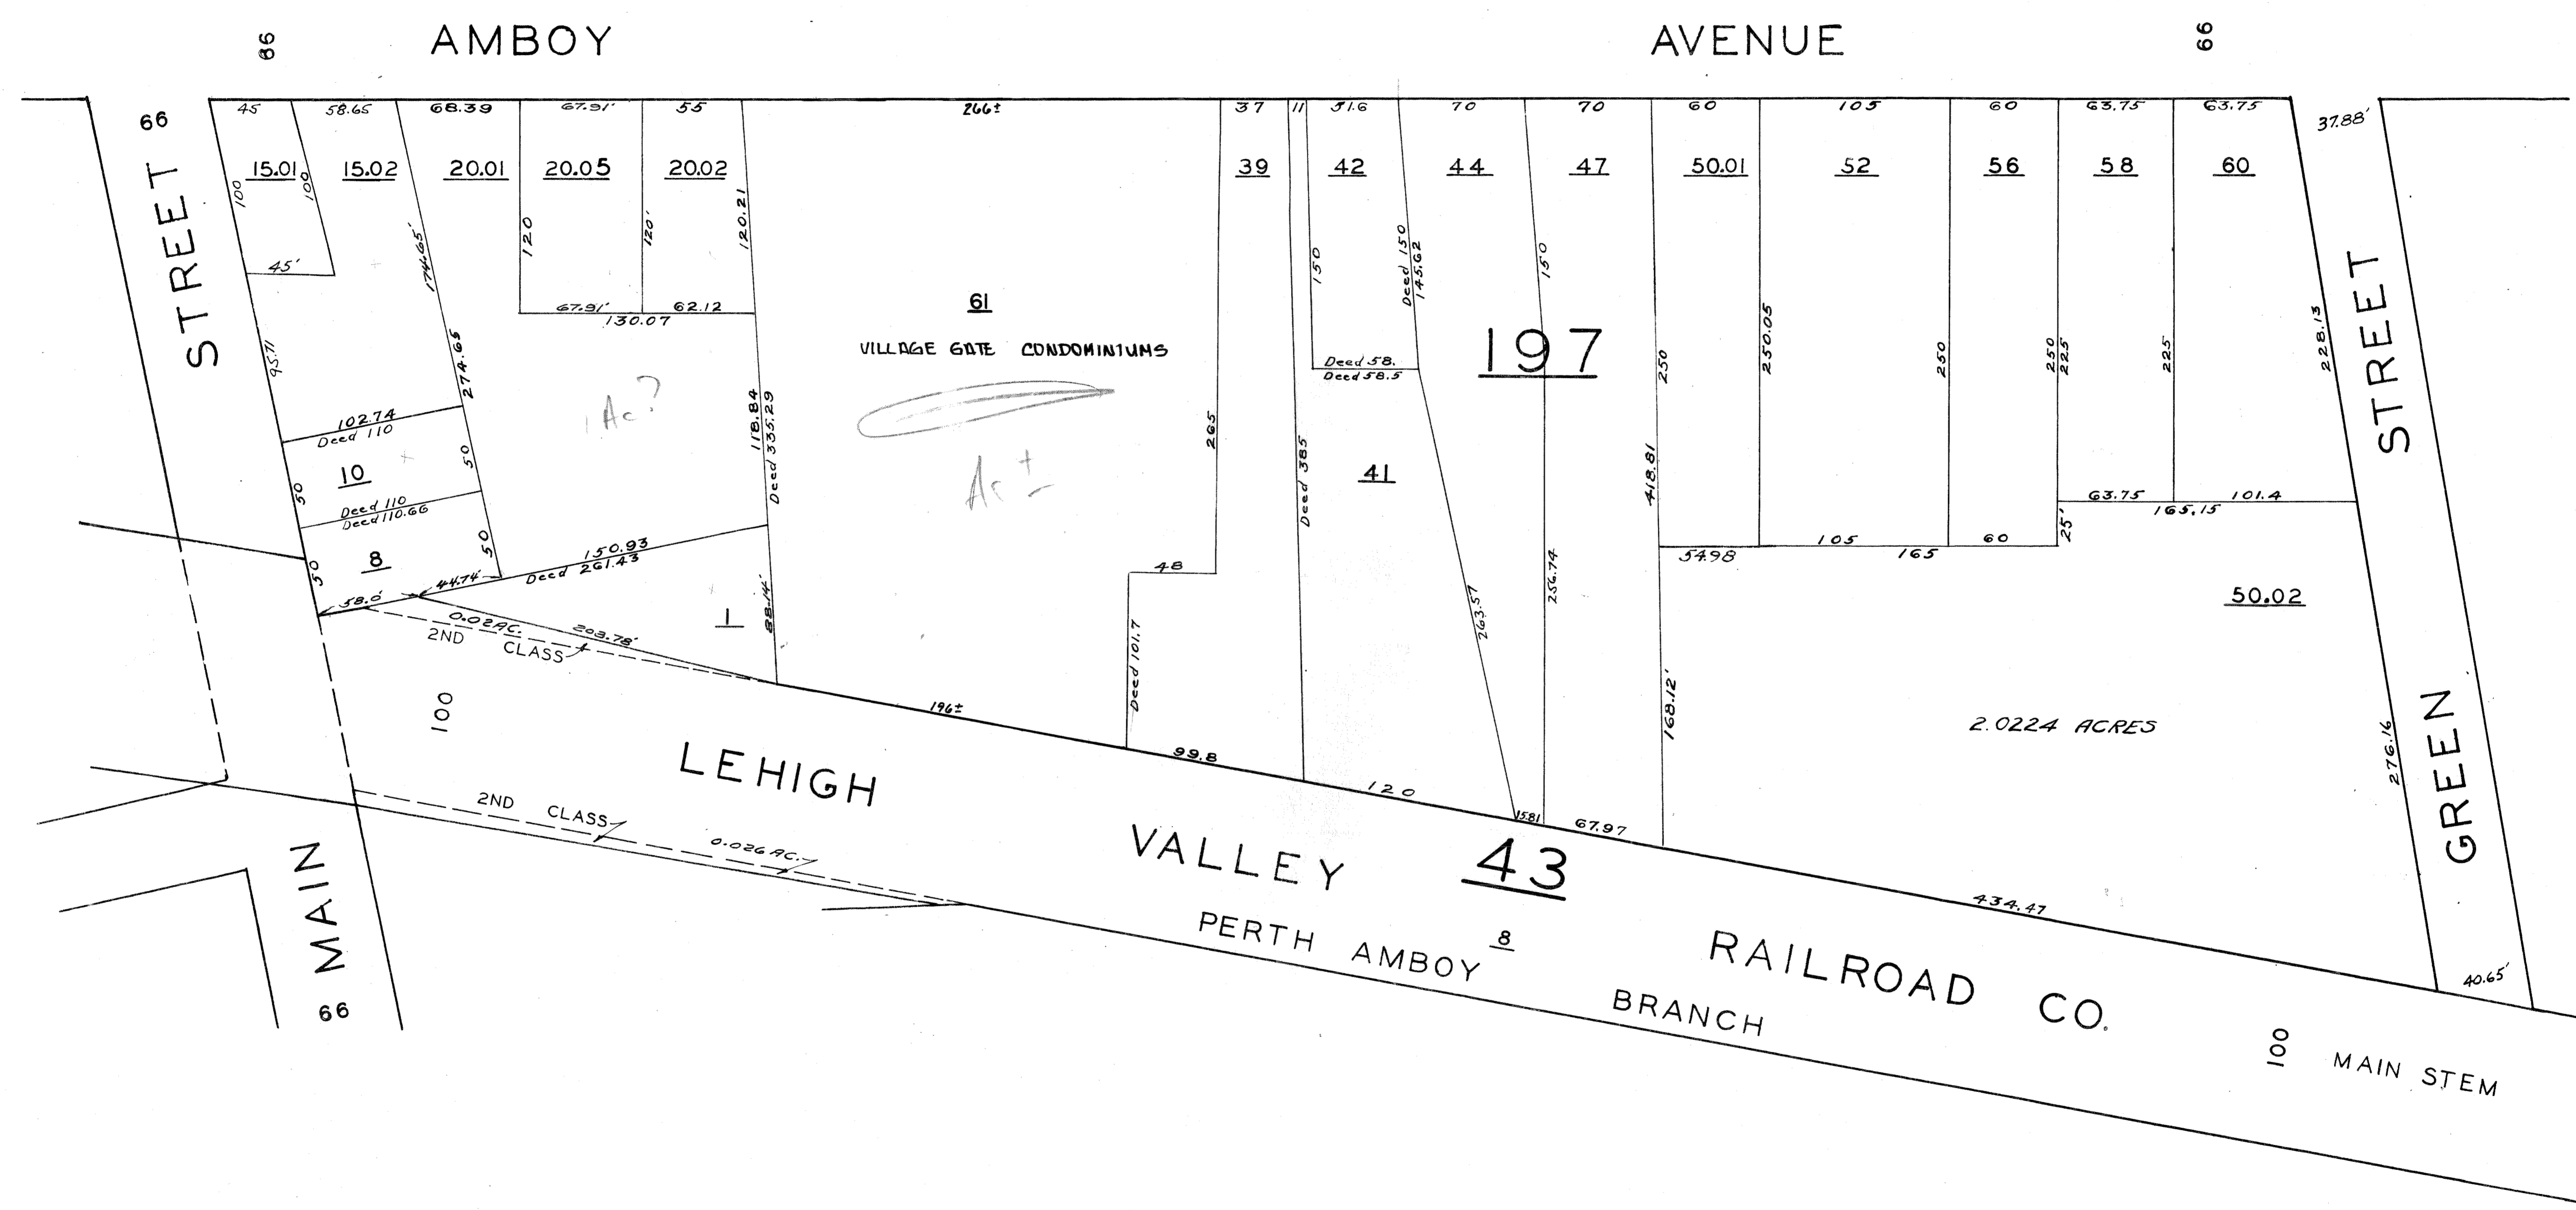 AMBOY AVENUE
66 66
66
45 58.65 68.39 67.91' 55 266± 37 11 51.6 70 70 60 105 60 63.75 63.75 37.88'
15.01 15.02 20.01 20.05 20.02 39 42 44 47 50.01 52 56 58 60
STREET
100 100
45'
174.65'
120
120'
120.21
67.91' 62.12
130.07
61
VILLAGE GATE CONDOMINIUMS
Ac?
Ac ±
95.71
274.65
102.74
Deed 110
10
50 50
Deed 110
Deed 110.66
8
50 50
58.0' 44.74'
150.93
Deed 261.43
118.84
Deed 335.29
88.14'
1
0.02 AC.
203.78'
2ND CLASS
265
48
Deed 101.7
196±
99.8
Deed 385
150
Deed 150
145.62
Deed 58.
Deed 58.5
41
263.57
120
15.81
150
197
256.74
67.97
250
418.81
168.12'
250.05
250
250
225
225
228.13
STREET
54.98 105 60
165
25'
63.75 101.4
165.15
50.02
2.0224 ACRES
276.16
434.47
40.65'
GREEN
100
LEHIGH VALLEY RAILROAD CO.
43
8
PERTH AMBOY BRANCH
100
MAIN STEM
2ND CLASS
0.026 AC.
MAIN
66